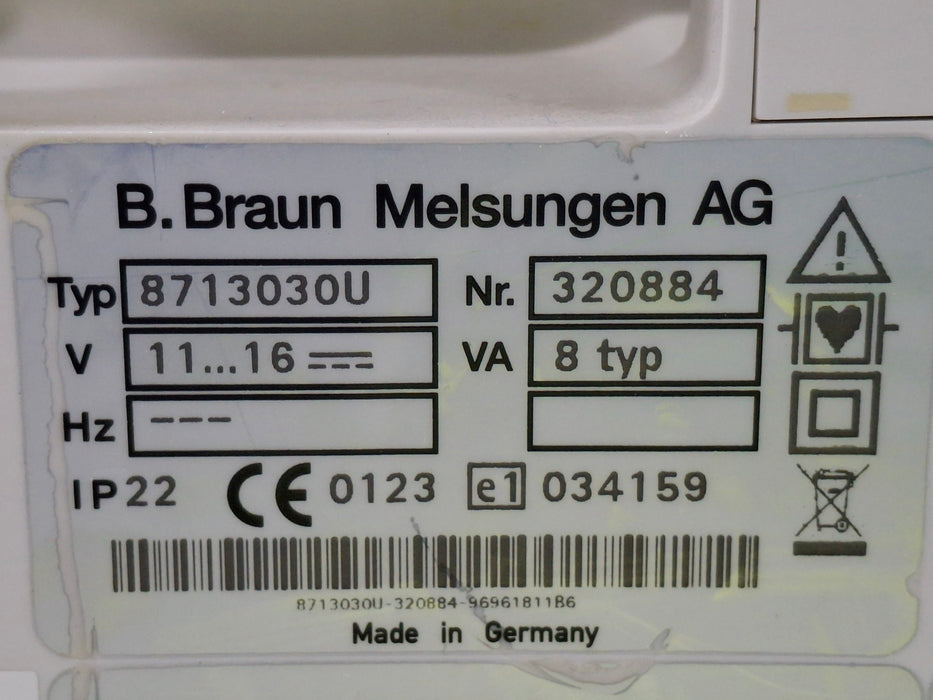 B. Braun Melsungen AG
Typ 8713030U Nr. 320884
V 11...16 VA 8 typ
Hz ---
IP22 CE 0123 e1 034159
8713030U-320884-9696181186
Made in Germany